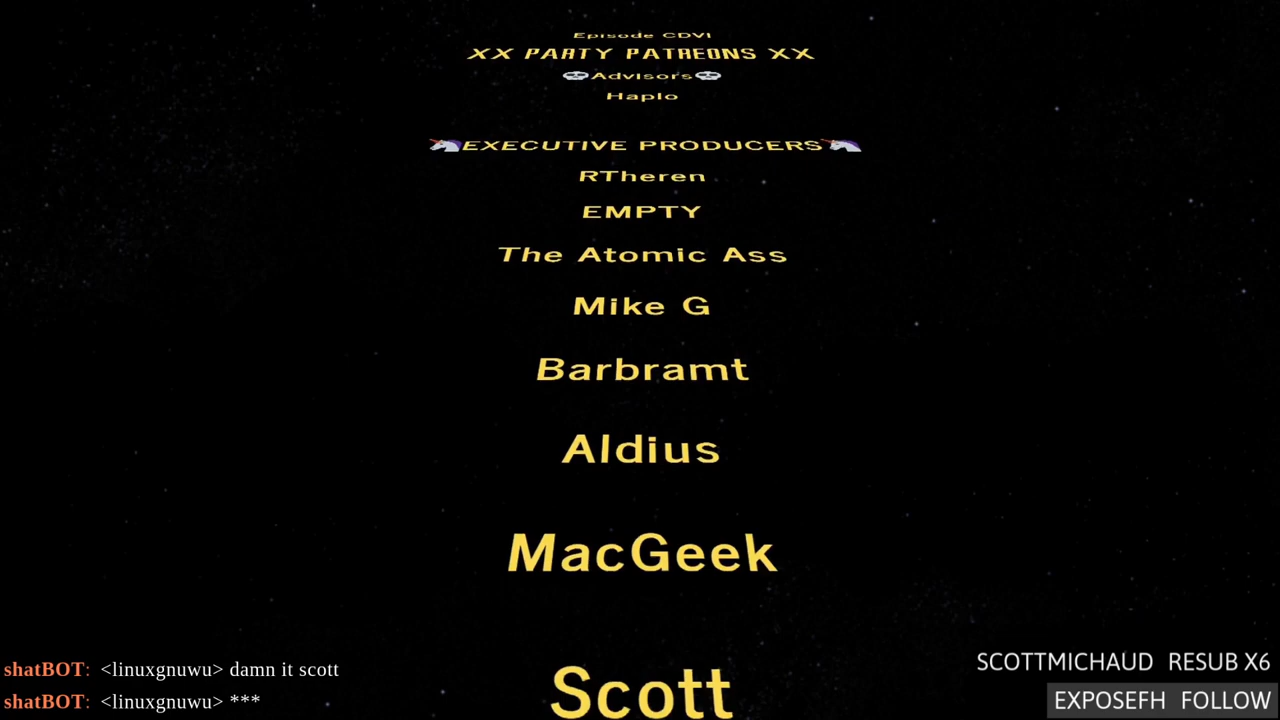 Episode CDVI
XX PARTY PATREONS XX
💀Advisors💀
Haplo
🦄EXECUTIVE PRODUCERS🦄
RTheren
EMPTY
The Atomic Ass
Mike G
Barbramt
Aldius
MacGeek
Scott
shatBOT: <linuxgnuwu> damn it scott
shatBOT: <linuxgnuwu> ***
SCOTTMICHAUD RESUB X6
EXPOSEFH FOLLOW